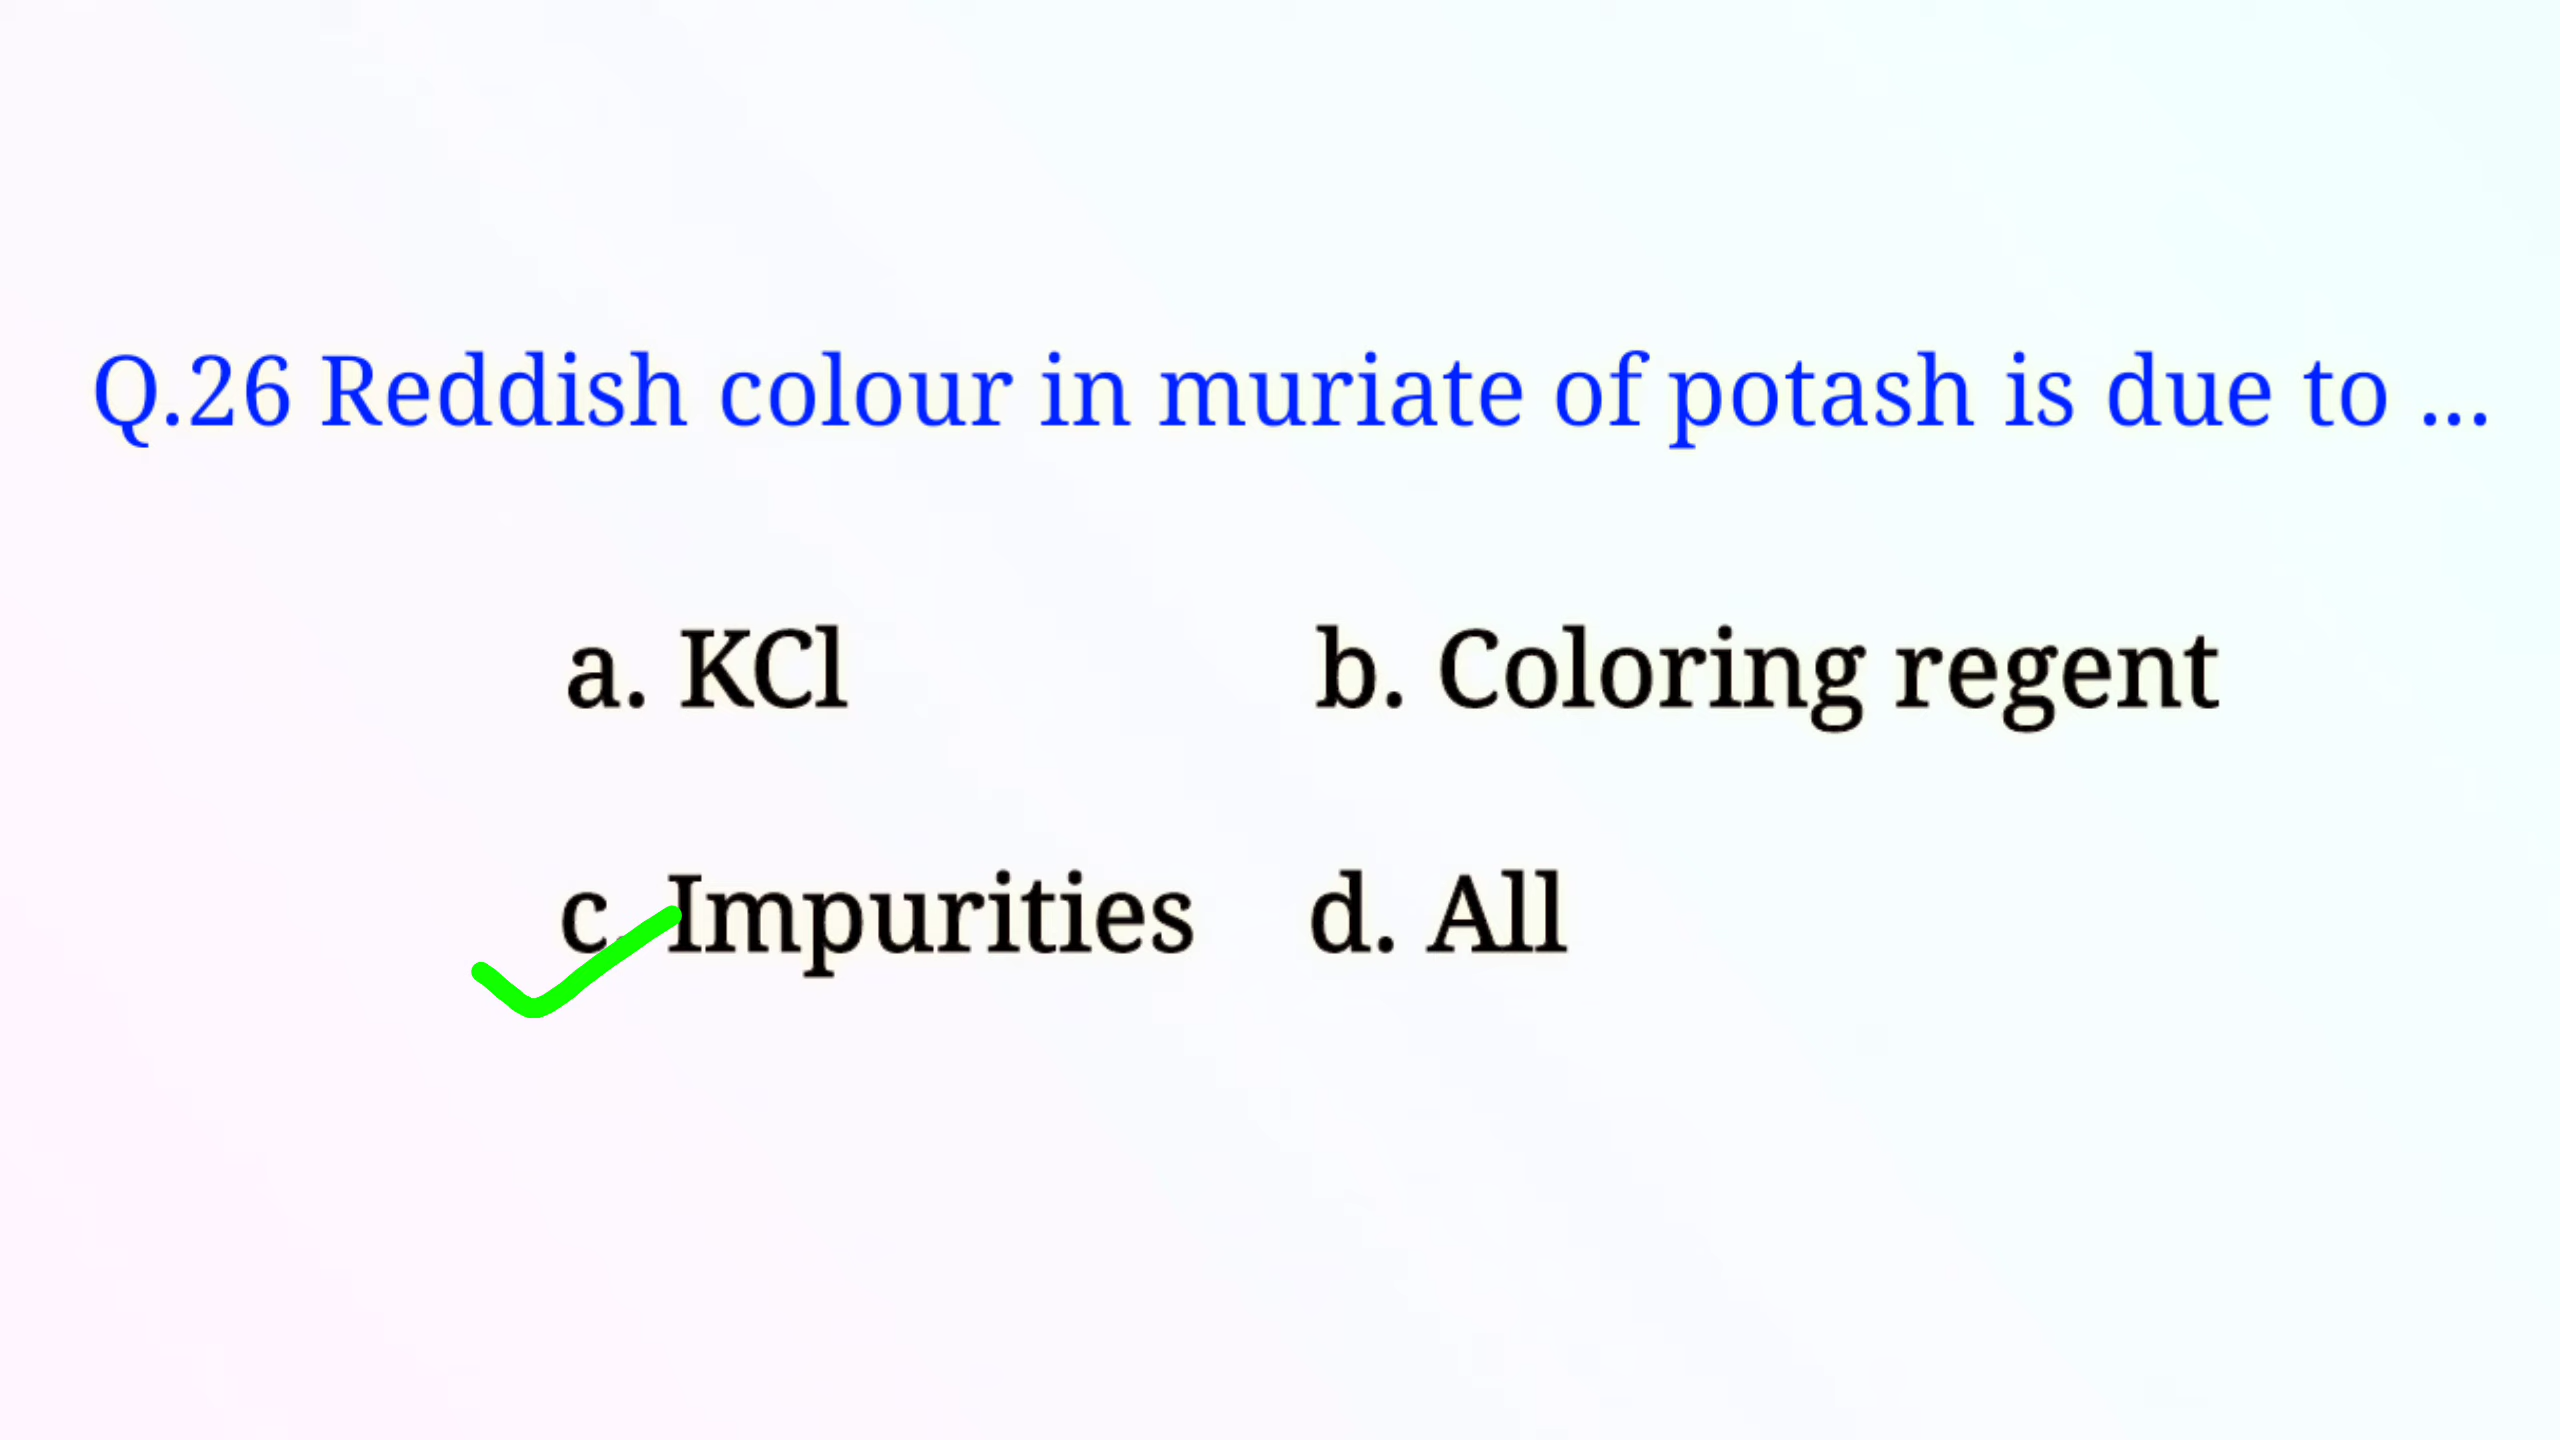 Q.26 Reddish colour in muriate of potash is due to ...
a. KCl b. Coloring regent
c. Impurities d. All